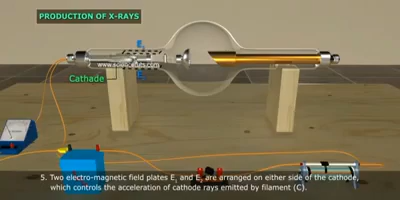 PRODUCTION OF X-RAYS
Cathade
5. Two electro-magnetic field plates E₁ and E₂ are arranged on either side of the cathode,
which controls the acceleration of cathode rays emitted by filament (C).